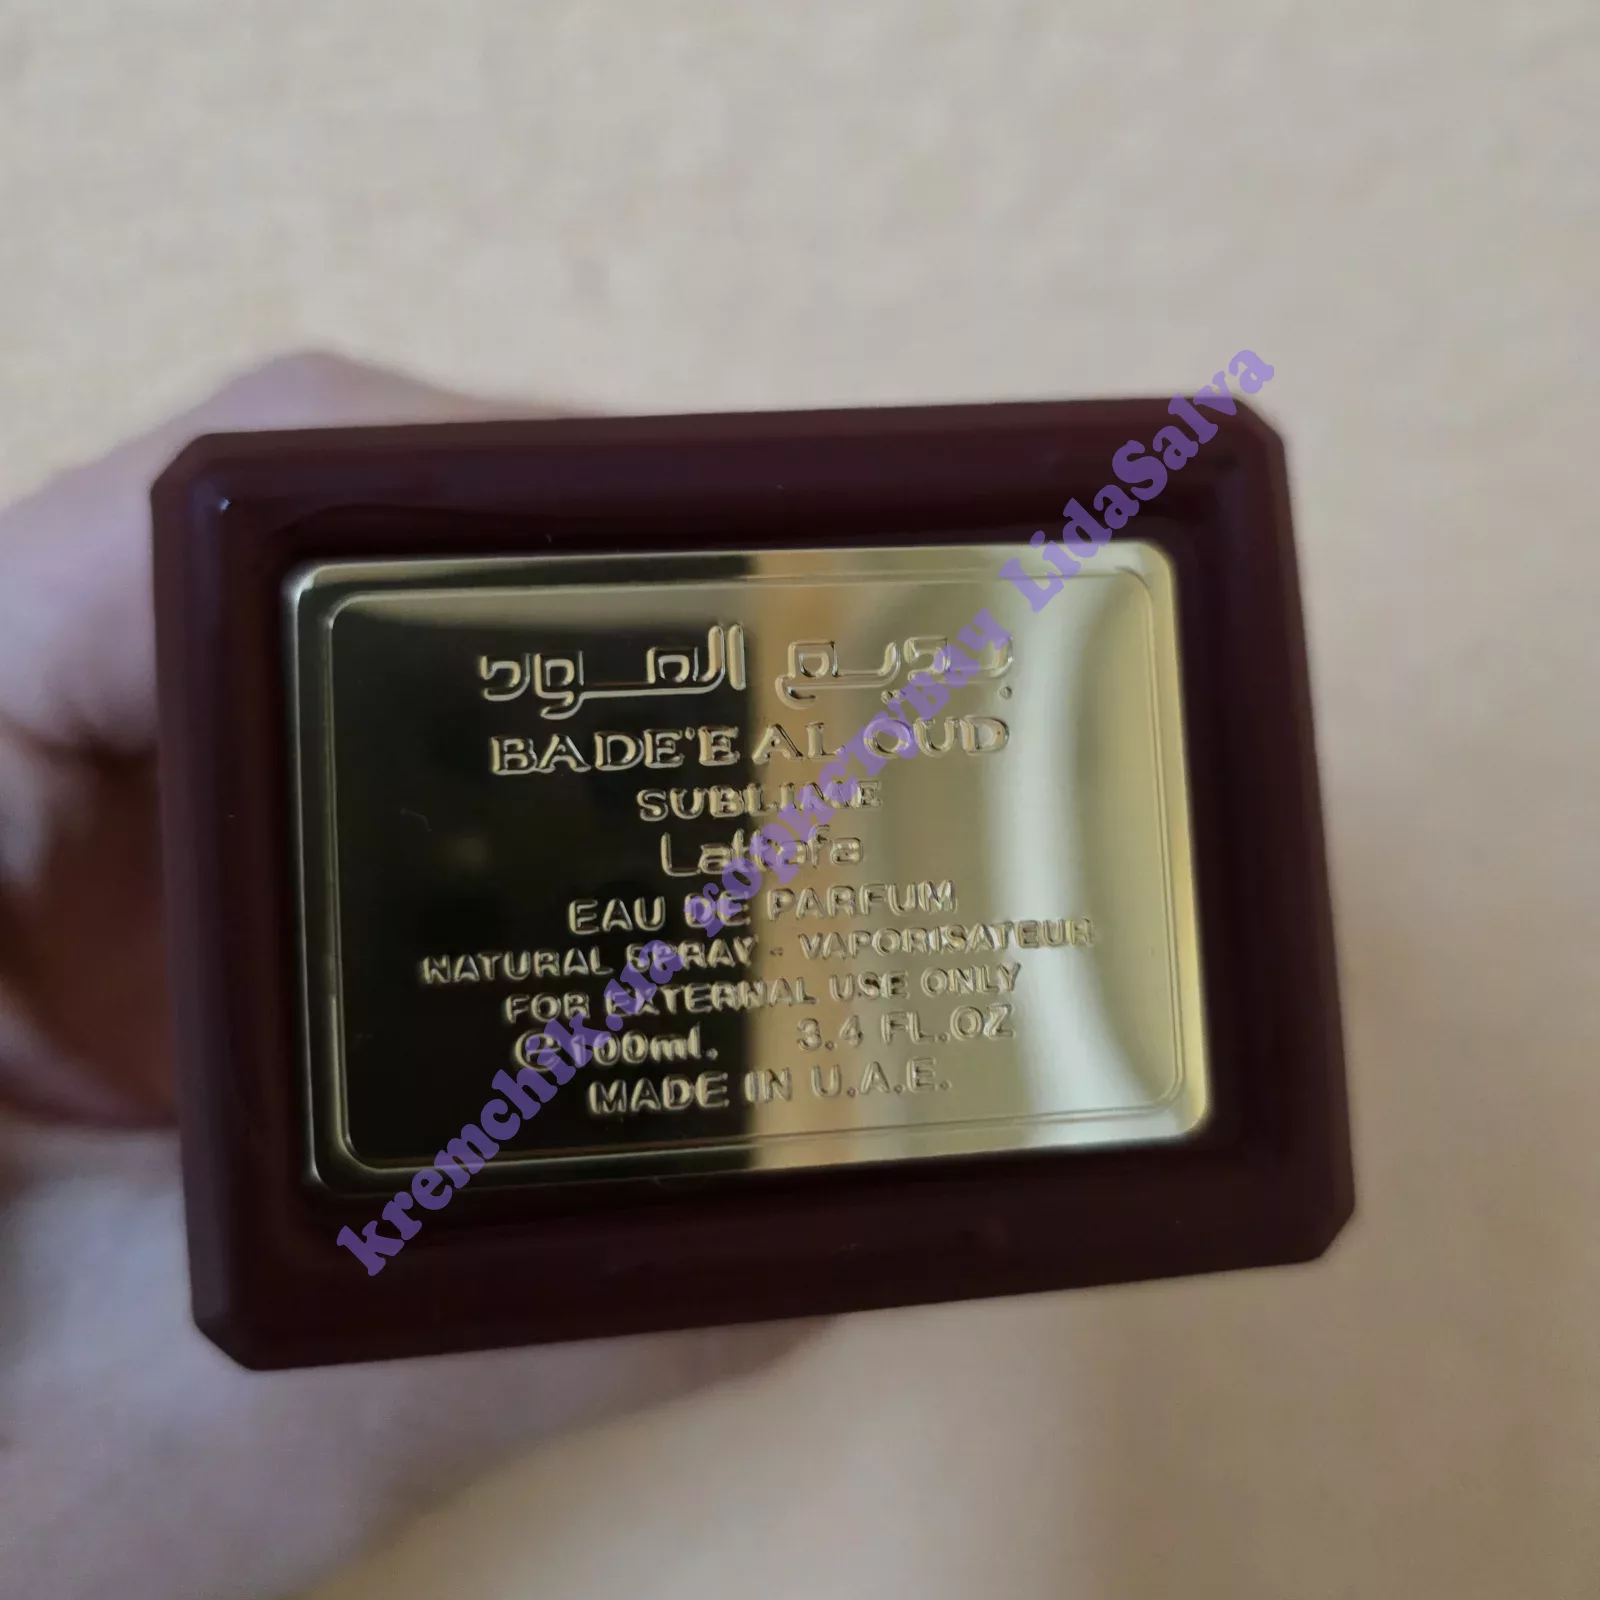 بديع العود
BADE'E AL OUD
SUBLIME
Lattafa
EAU DE PARFUM
NATURAL SPRAY - VAPORISATEUR
FOR EXTERNAL USE ONLY
℮ 100ml. 3.4 FL.OZ
MADE IN U.A.E.
kremchik.ua користувач LidaSalva